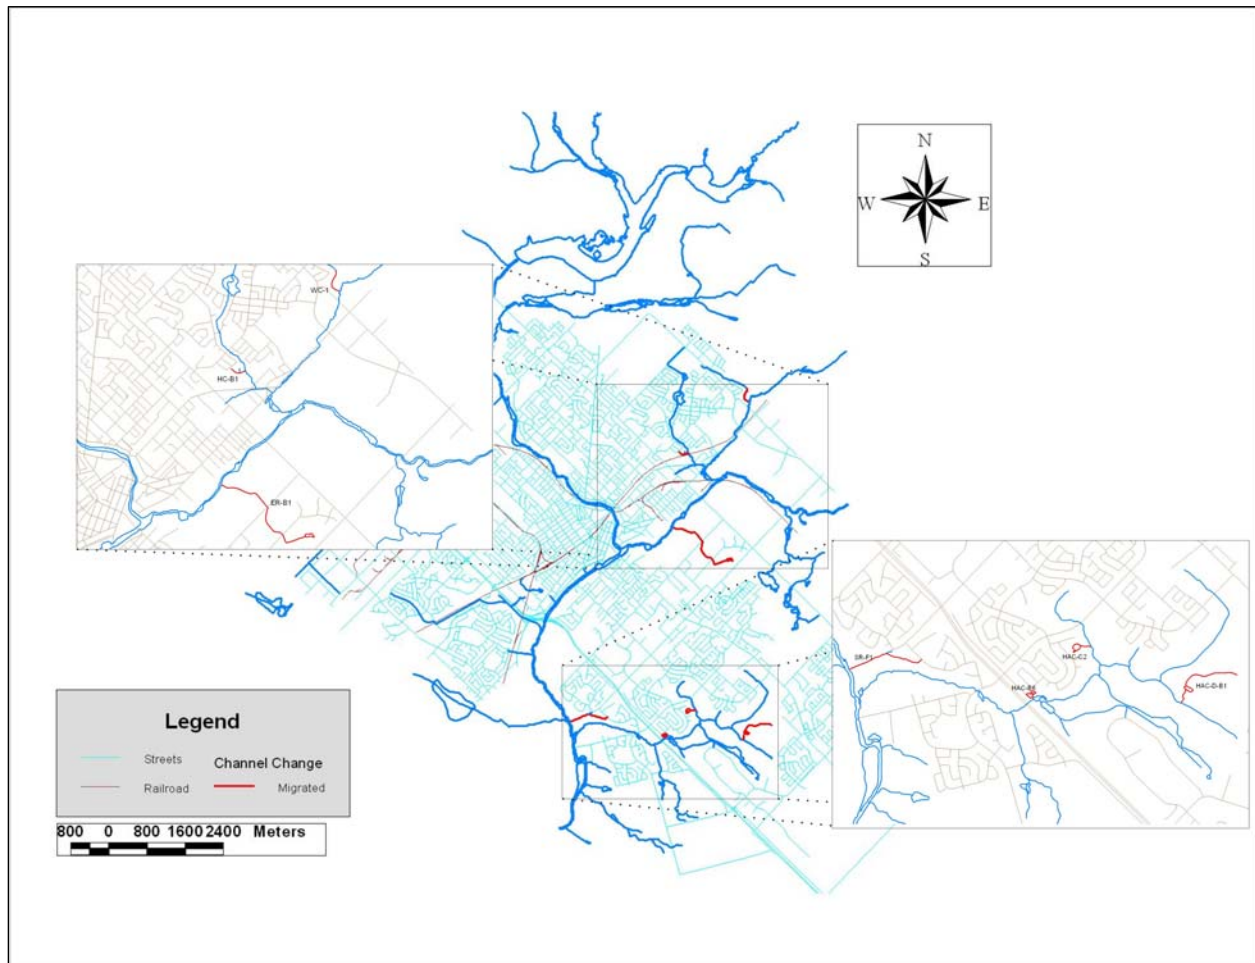 N
W E
S
WC-1
HC-B1
ER-B1
SR-F1
HAC-C2
HAC-B6
HAC-D-B1
Legend
Streets
Channel Change
Railroad
Migrated
800 0 800 1600 2400 Meters